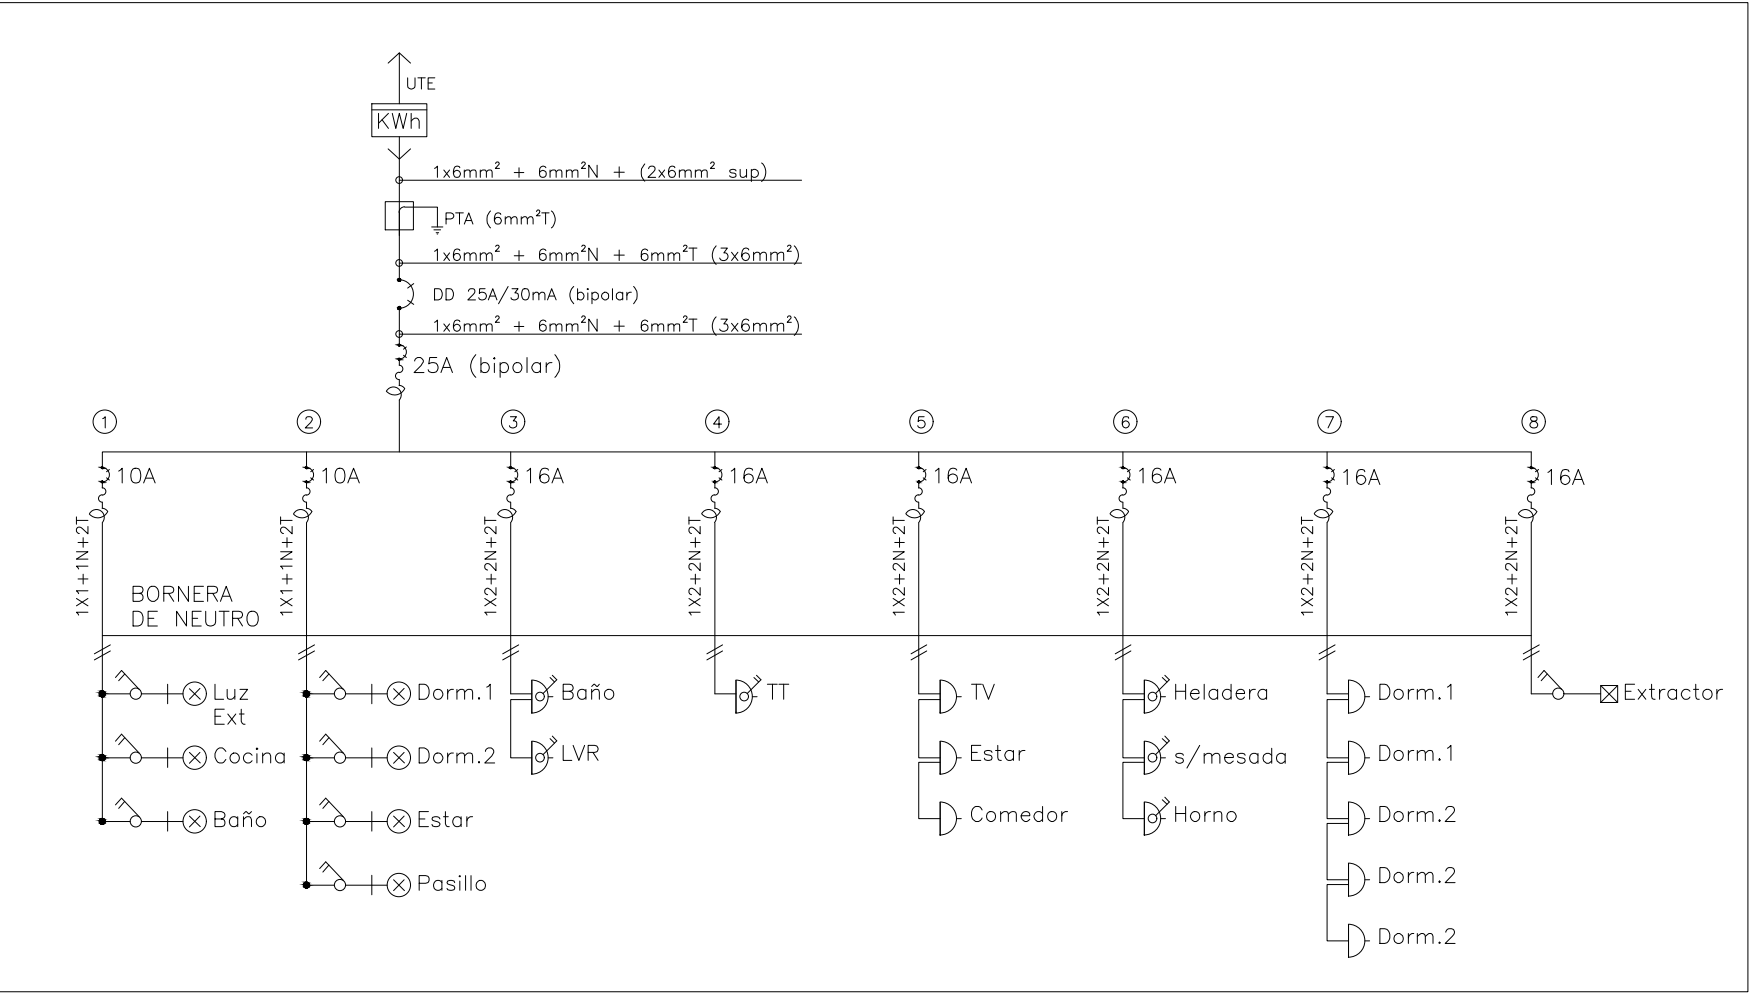 UTE
KWh
1x6mm² + 6mm²N + (2x6mm² sup)
PTA (6mm²T)
1x6mm² + 6mm²N + 6mm²T (3x6mm²)
DD 25A/30mA (bipolar)
1x6mm² + 6mm²N + 6mm²T (3x6mm²)
25A (bipolar)
1 2 3 4 5 6 7 8
10A 10A 16A 16A 16A 16A 16A 16A
1X1+1N+2T 1X1+1N+2T 1X2+2N+2T 1X2+2N+2T 1X2+2N+2T 1X2+2N+2T 1X2+2N+2T 1X2+2N+2T
BORNERA
DE NEUTRO
Luz
Ext
Cocina
Baño
Dorm.1
Dorm.2
Estar
Pasillo
Baño
LVR
TT
TV
Estar
Comedor
Heladera
s/mesada
Horno
Dorm.1
Dorm.1
Dorm.2
Dorm.2
Dorm.2
Extractor